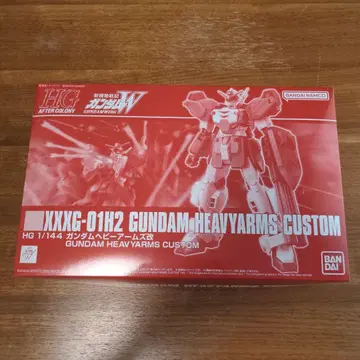 HG
AFTER COLONY
新機動戦記
ガンダムW
GUNDAM WING
BANDAI NAMCO
XXXG-01H2 GUNDAM HEAVYARMS CUSTOM
HG 1/144 ガンダムヘビーアームズ改
GUNDAM HEAVYARMS CUSTOM
BAN
DAI